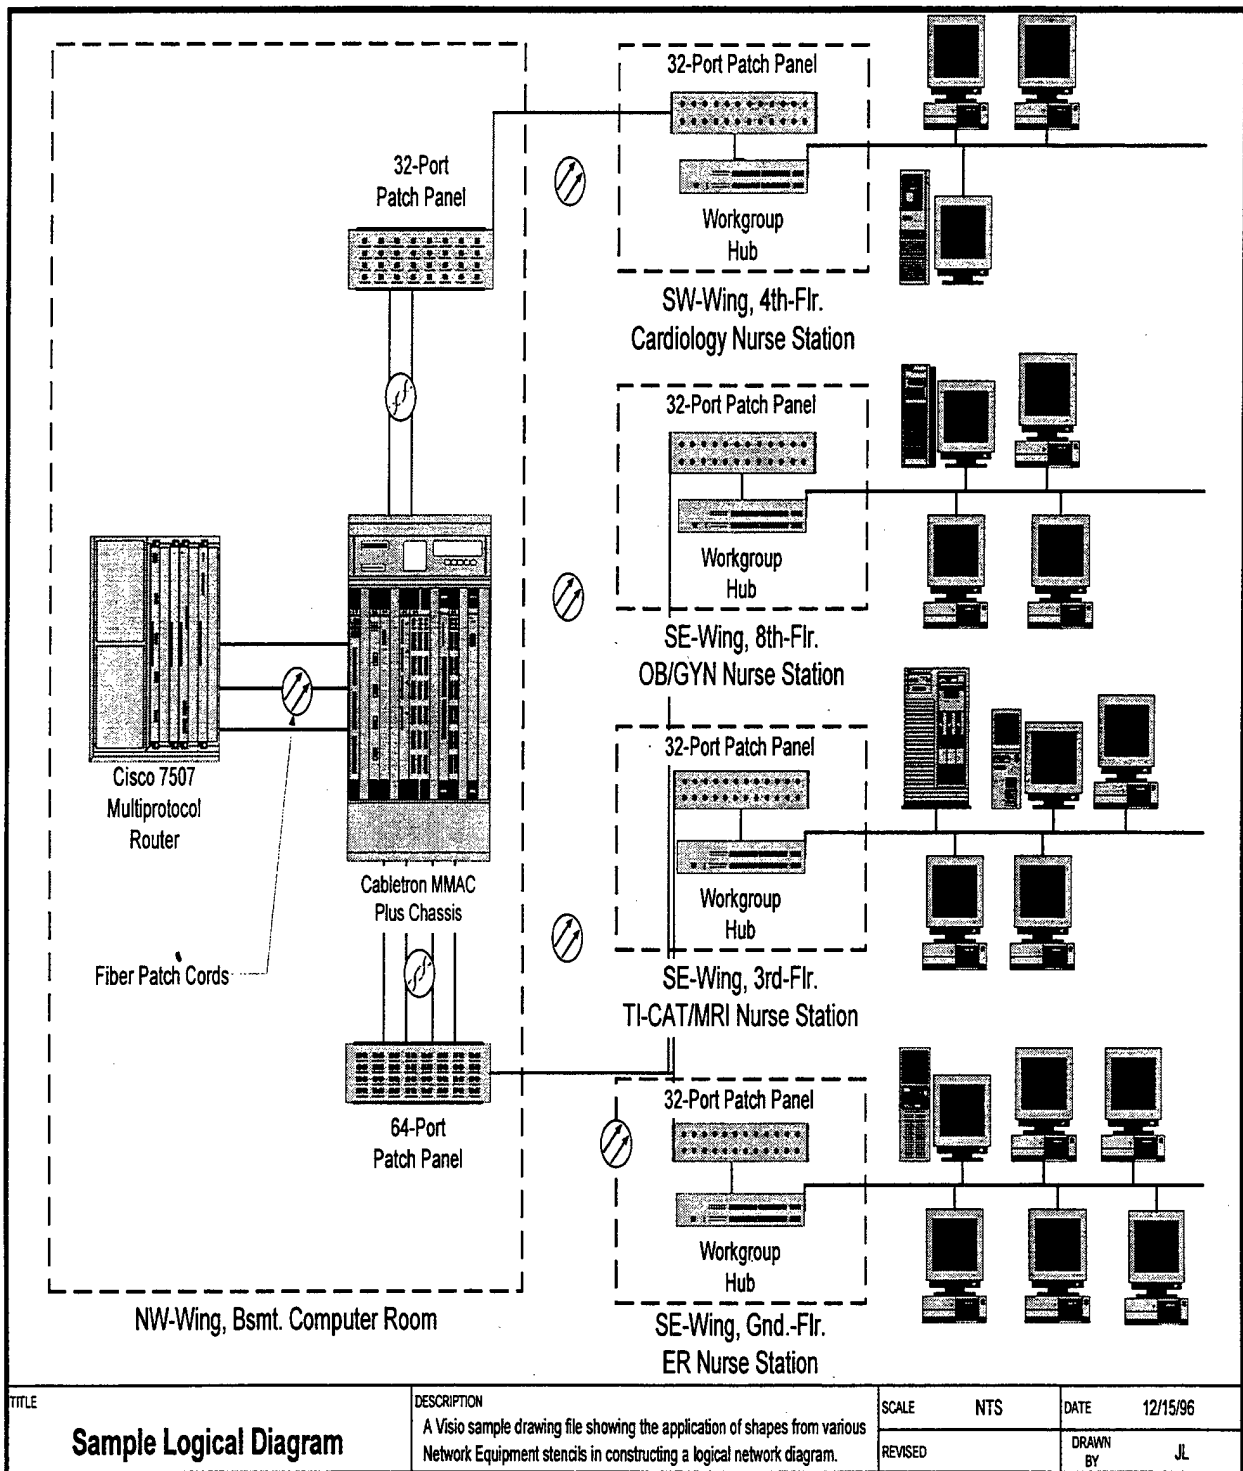 32-Port Patch Panel
32-Port
Patch Panel
Workgroup
Hub
SW-Wing, 4th-Flr.
Cardiology Nurse Station
32-Port Patch Panel
Workgroup
Hub
SE-Wing, 8th-Flr.
OB/GYN Nurse Station
32-Port Patch Panel
Cisco 7507
Multiprotocol
Router
Cabletron MMAC
Plus Chassis
Workgroup
Hub
Fiber Patch Cords
SE-Wing, 3rd-Flr.
TI-CAT/MRI Nurse Station
32-Port Patch Panel
64-Port
Patch Panel
Workgroup
Hub
NW-Wing, Bsmt. Computer Room
SE-Wing, Gnd.-Flr.
ER Nurse Station
TITLE
Sample Logical Diagram
DESCRIPTION
A Visio sample drawing file showing the application of shapes from various
Network Equipment stencils in constructing a logical network diagram.
SCALE NTS
DATE 12/15/96
REVISED
DRAWN
BY JL